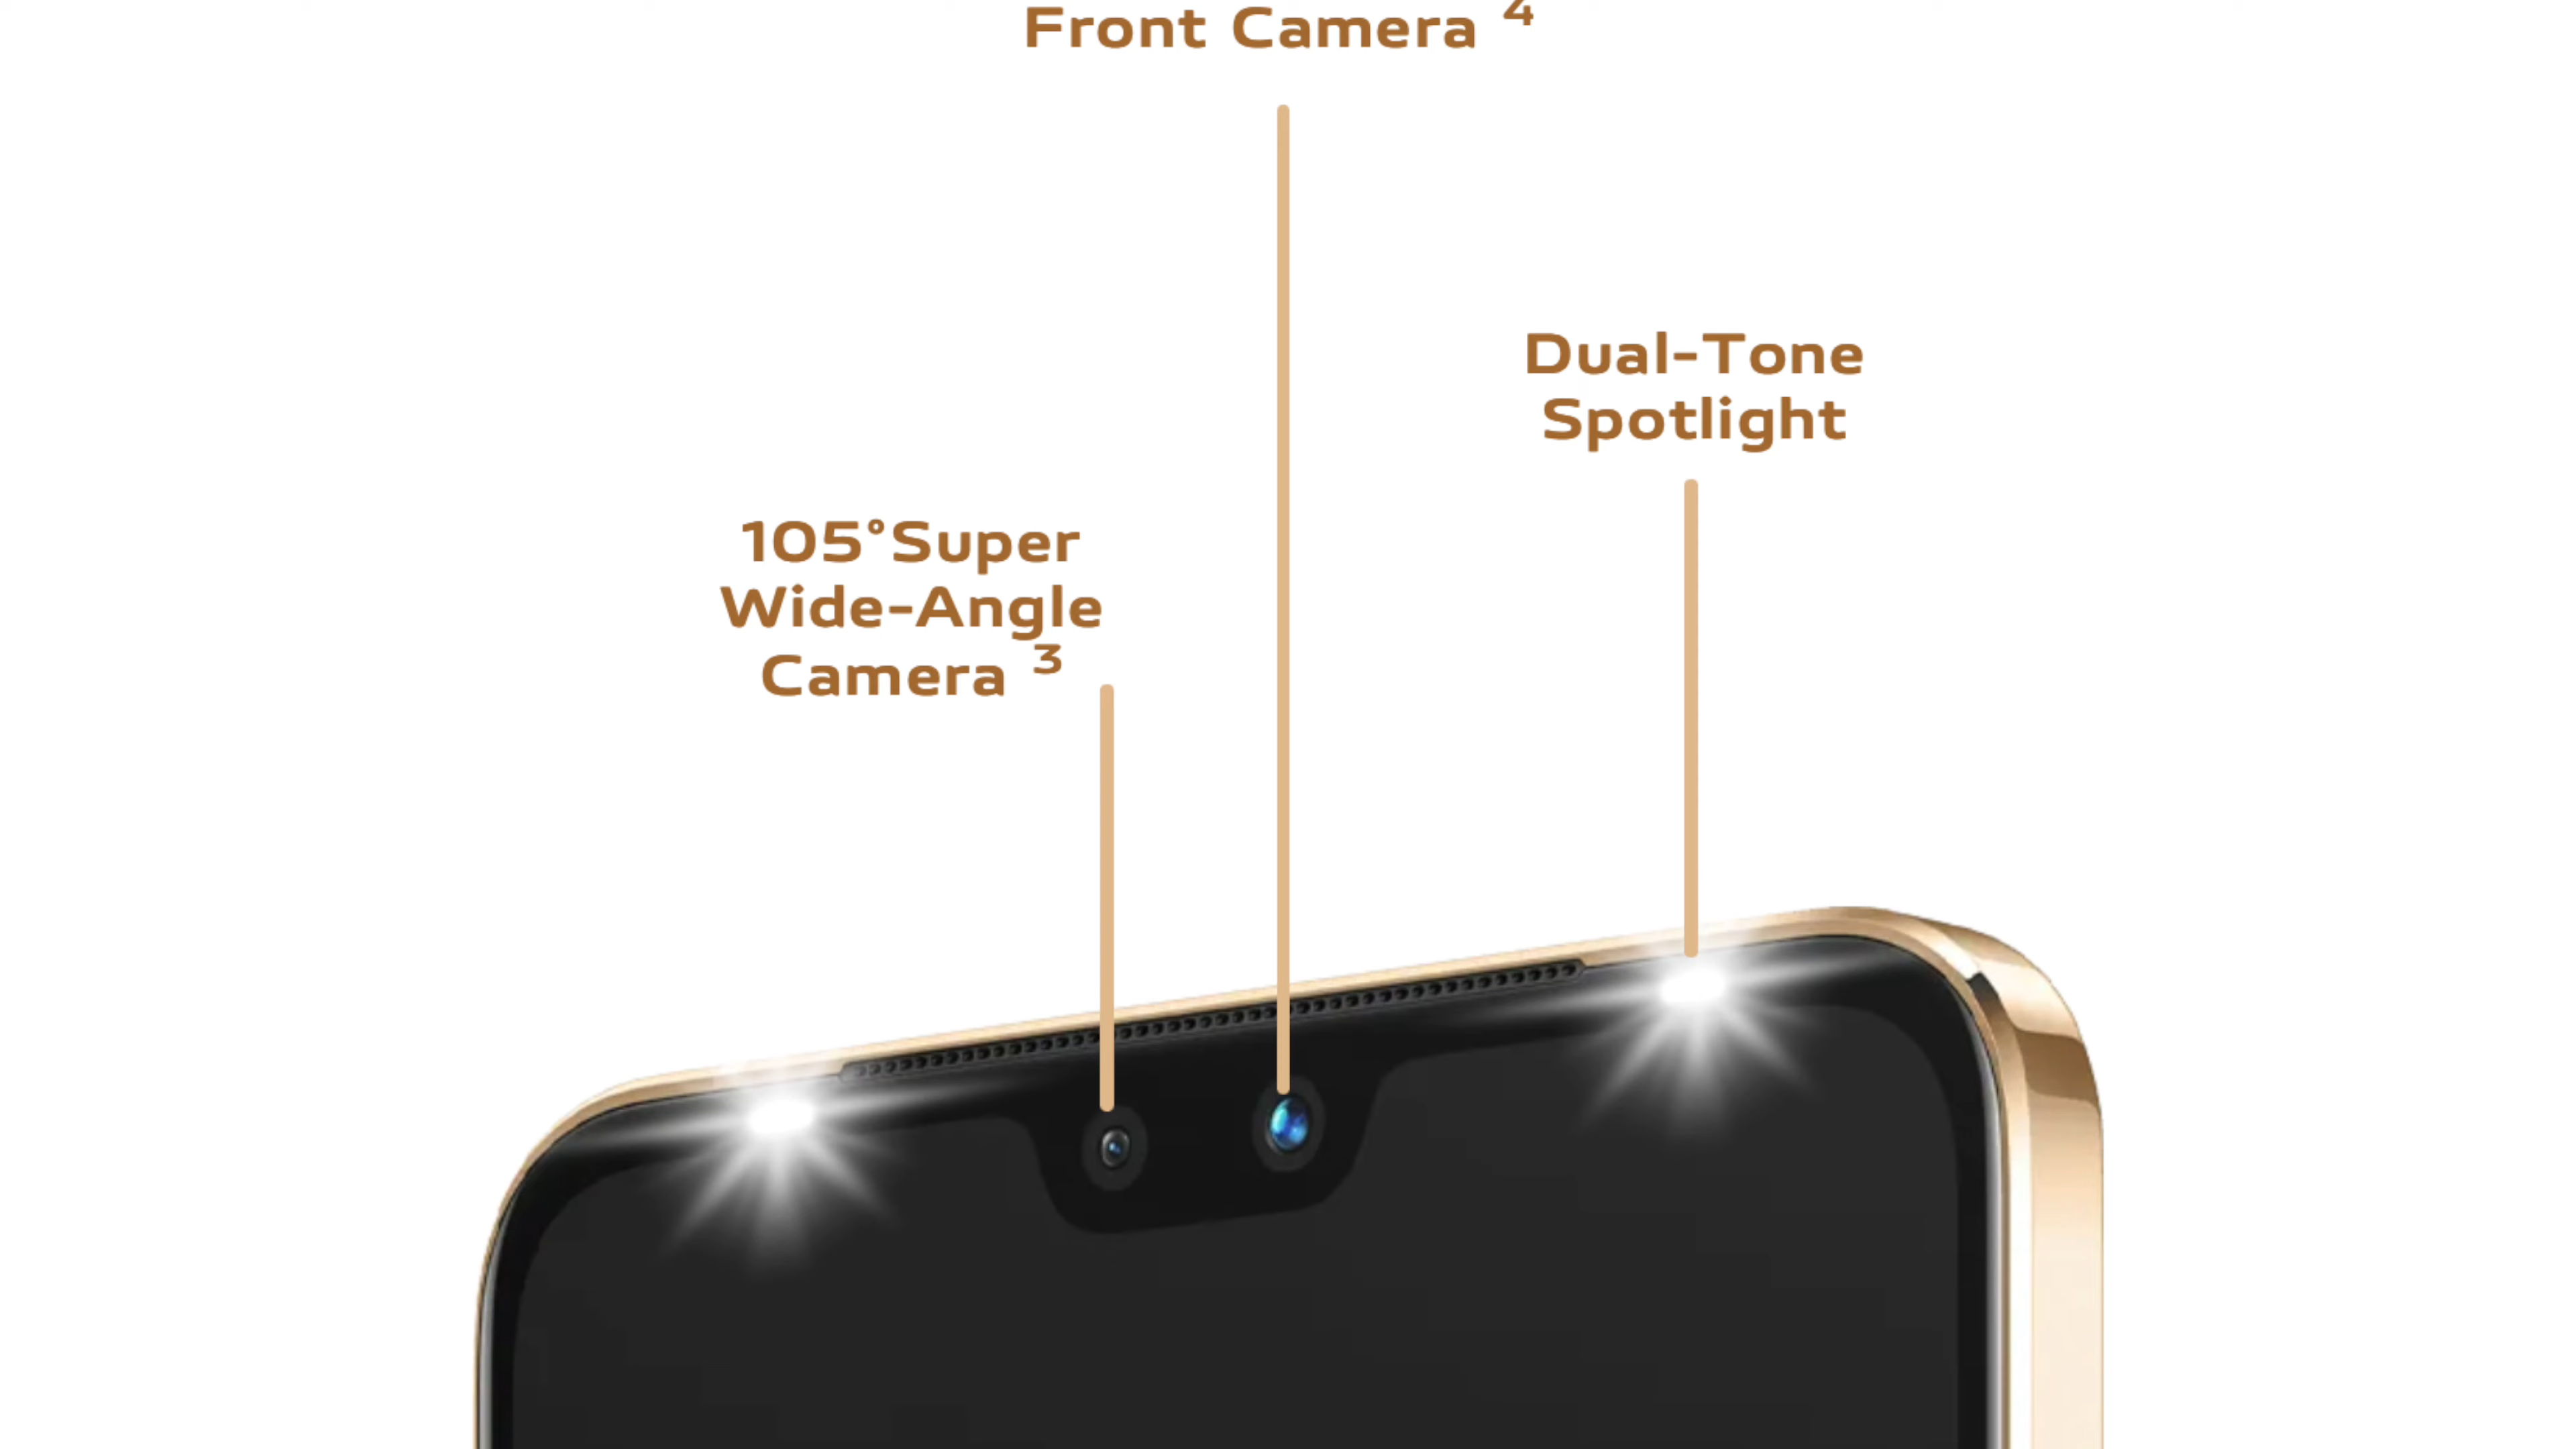 Front Camera ⁴
Dual-Tone
Spotlight
105°Super
Wide-Angle
Camera ³